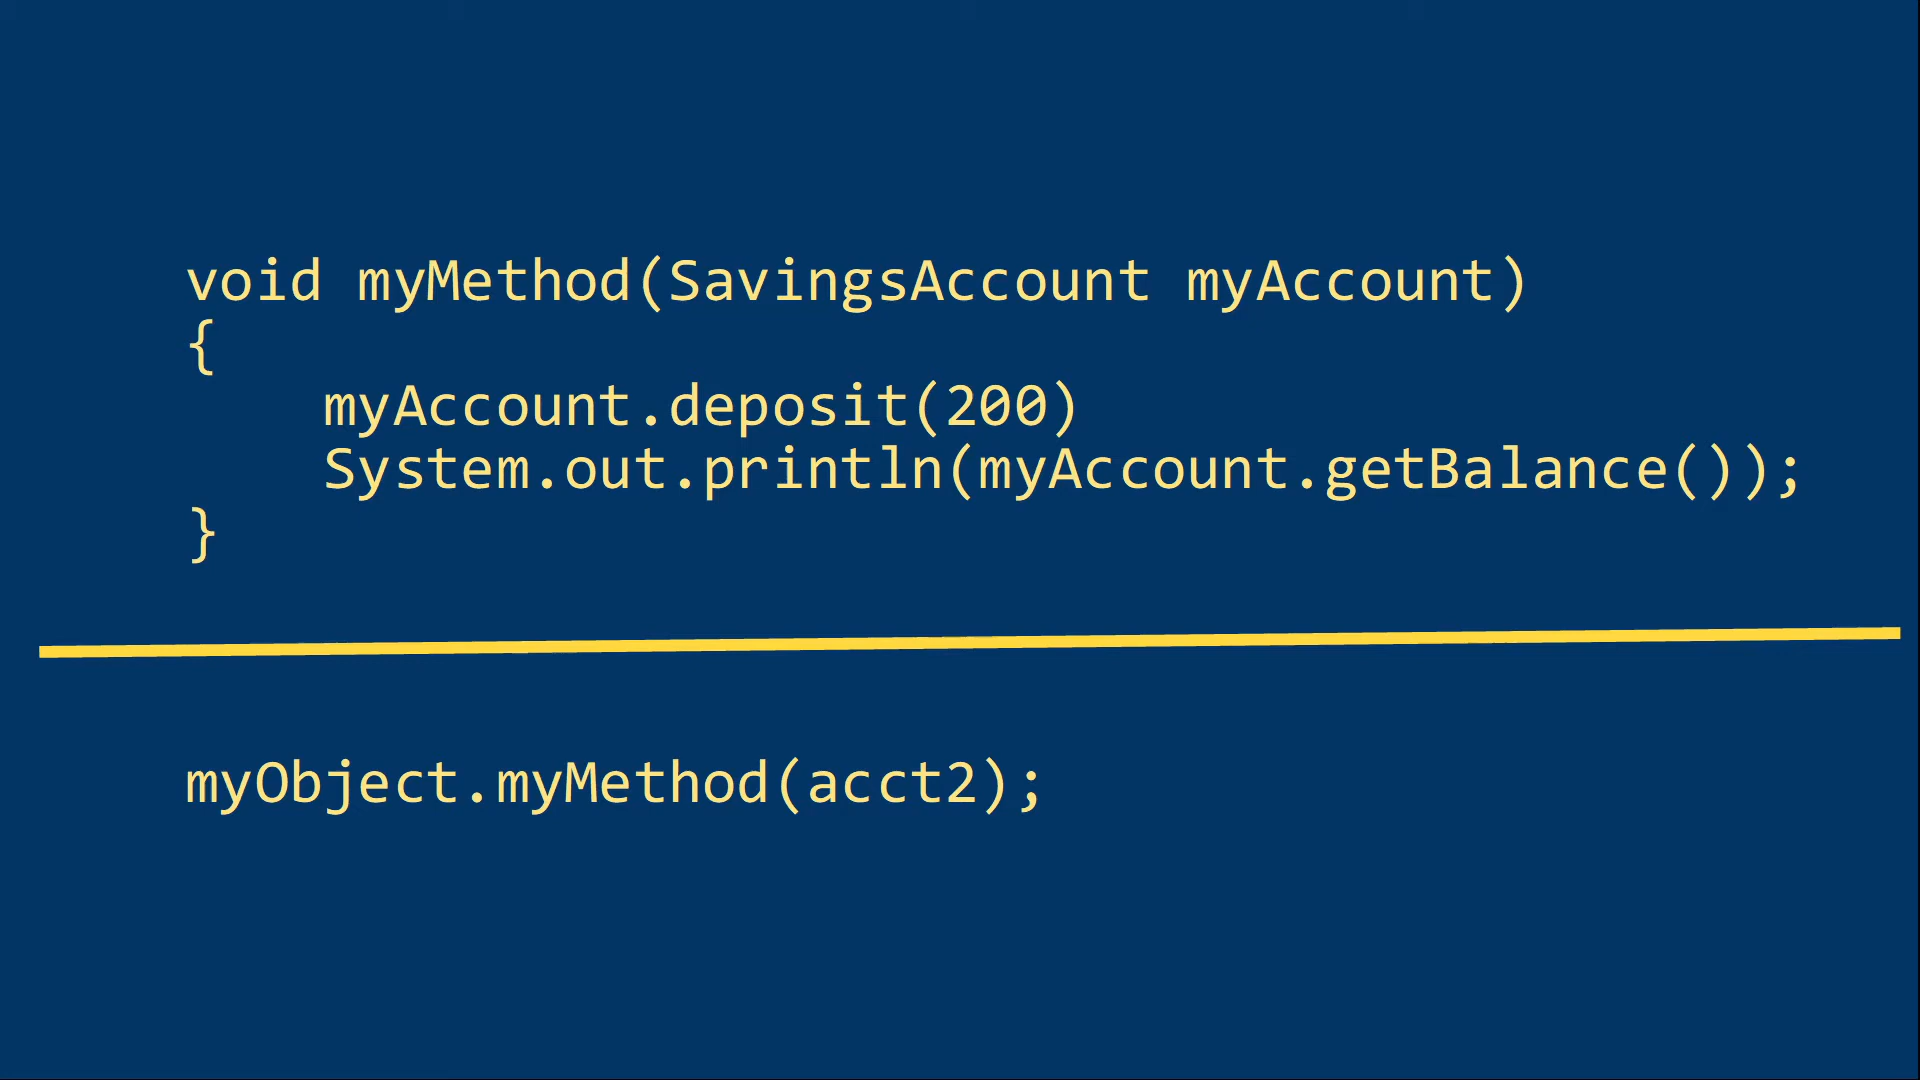 void myMethod(SavingsAccount myAccount)
{
    myAccount.deposit(200)
    System.out.println(myAccount.getBalance());
}
myObject.myMethod(acct2);